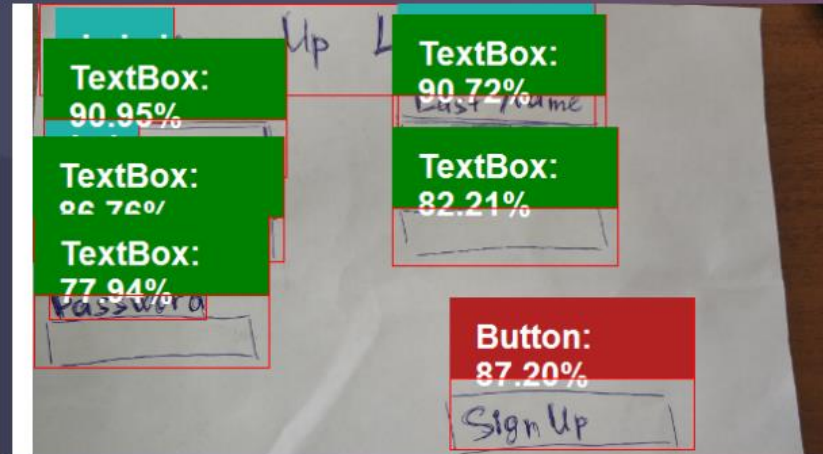 Up L
TextBox:
90.95%
TextBox:
90.72%
Last Name
TextBox:
86.76%
TextBox:
82.21%
TextBox:
77.94%
Password
Button:
87.20%
Sign Up